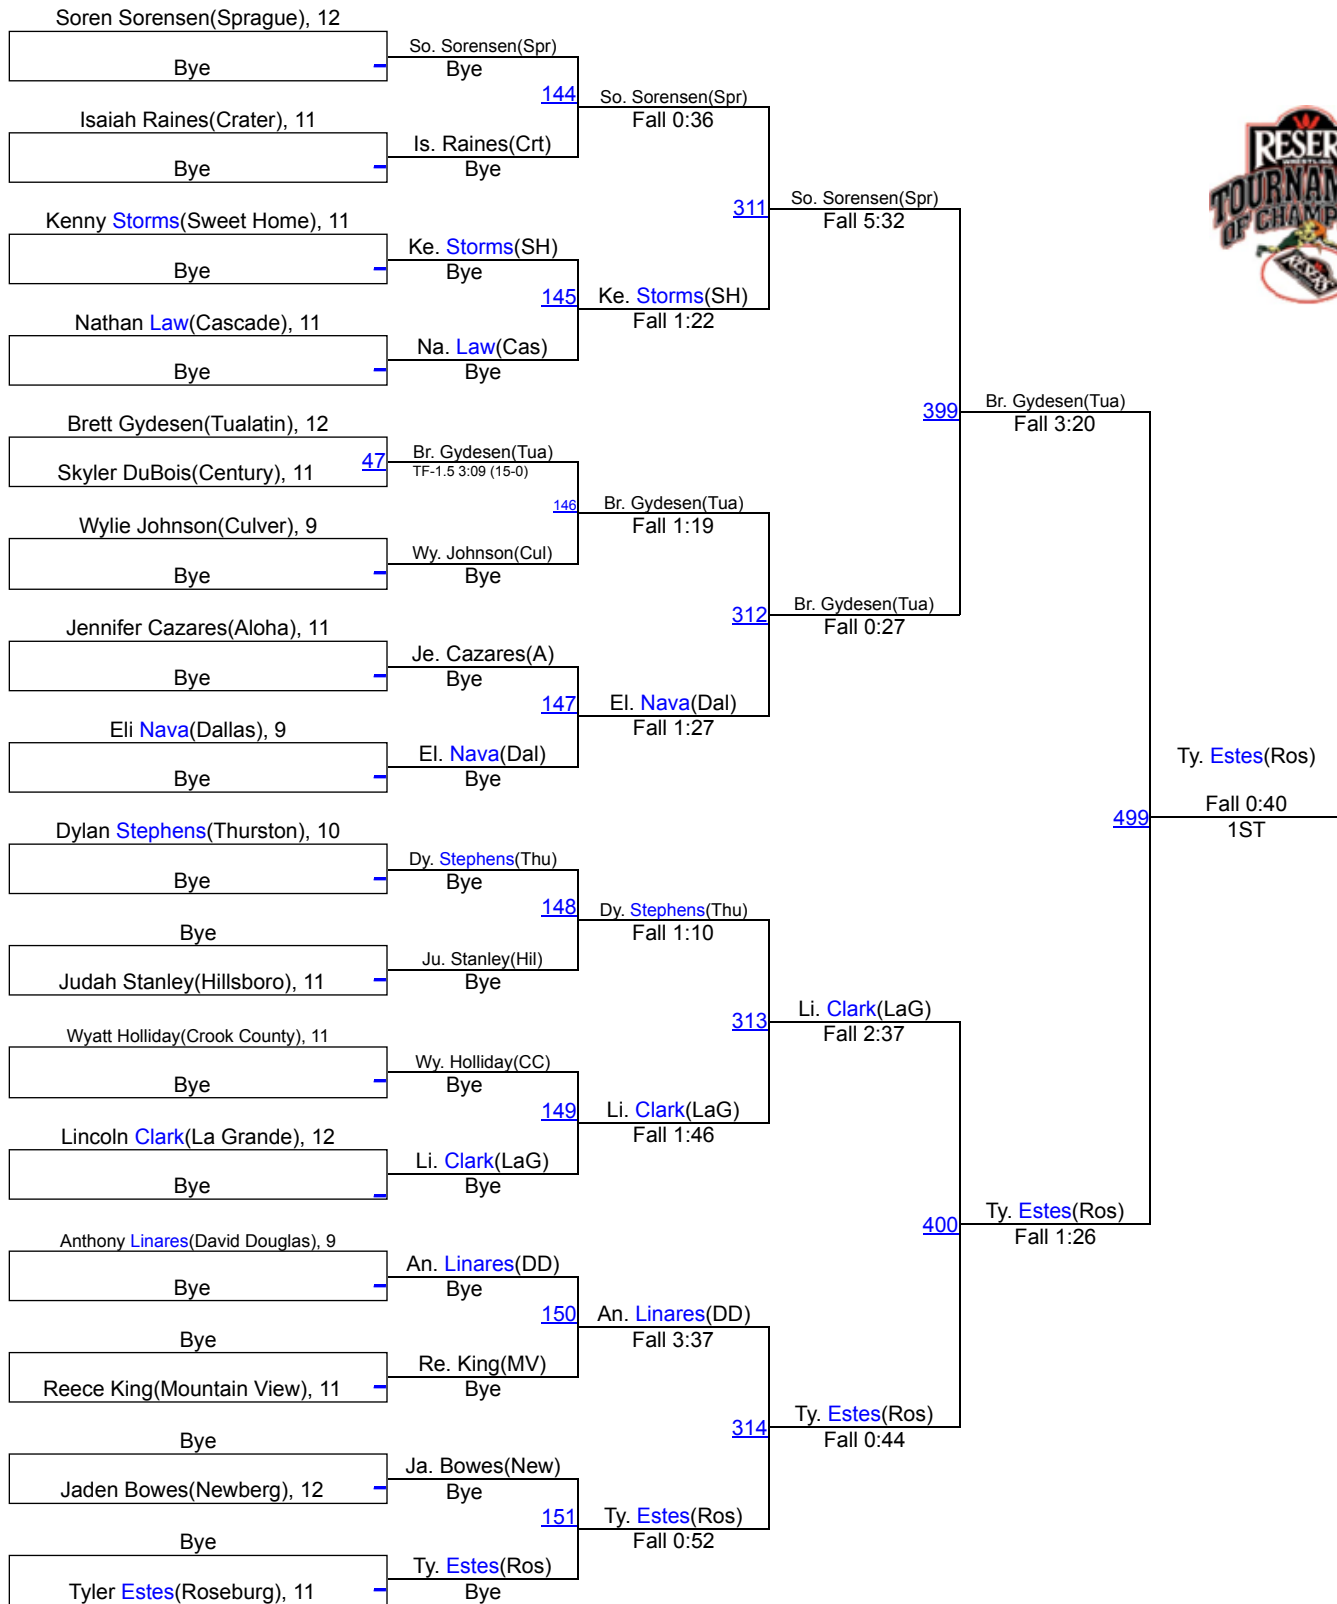 Soren Sorensen(Sprague), 12
Bye
So. Sorensen(Spr)
Bye
144
Isaiah Raines(Crater), 11
Bye
Is. Raines(Crt)
Bye
So. Sorensen(Spr)
Fall 0:36
311
Kenny Storms(Sweet Home), 11
Bye
Ke. Storms(SH)
Bye
145
Nathan Law(Cascade), 11
Bye
Na. Law(Cas)
Bye
Ke. Storms(SH)
Fall 1:22
So. Sorensen(Spr)
Fall 5:32
399
Brett Gydesen(Tualatin), 12
Skyler DuBois(Century), 11
47
Br. Gydesen(Tua)
TF-1.5 3:09 (15-0)
146
Wylie Johnson(Culver), 9
Bye
Wy. Johnson(Cul)
Bye
Br. Gydesen(Tua)
Fall 1:19
312
Jennifer Cazares(Aloha), 11
Bye
Je. Cazares(A)
Bye
147
Eli Nava(Dallas), 9
Bye
El. Nava(Dal)
Bye
El. Nava(Dal)
Fall 1:27
Br. Gydesen(Tua)
Fall 0:27
Br. Gydesen(Tua)
Fall 3:20
499
Dylan Stephens(Thurston), 10
Bye
Dy. Stephens(Thu)
Bye
148
Bye
Judah Stanley(Hillsboro), 11
Ju. Stanley(Hil)
Bye
Dy. Stephens(Thu)
Fall 1:10
313
Wyatt Holliday(Crook County), 11
Bye
Wy. Holliday(CC)
Bye
149
Lincoln Clark(La Grande), 12
Bye
Li. Clark(LaG)
Bye
Li. Clark(LaG)
Fall 1:46
Li. Clark(LaG)
Fall 2:37
400
Anthony Linares(David Douglas), 9
Bye
An. Linares(DD)
Bye
150
Bye
Reece King(Mountain View), 11
Re. King(MV)
Bye
An. Linares(DD)
Fall 3:37
314
Bye
Jaden Bowes(Newberg), 12
Ja. Bowes(New)
Bye
151
Bye
Tyler Estes(Roseburg), 11
Ty. Estes(Ros)
Bye
Ty. Estes(Ros)
Fall 0:52
Ty. Estes(Ros)
Fall 0:44
Ty. Estes(Ros)
Fall 1:26
Ty. Estes(Ros)
Fall 0:40
1ST
OF